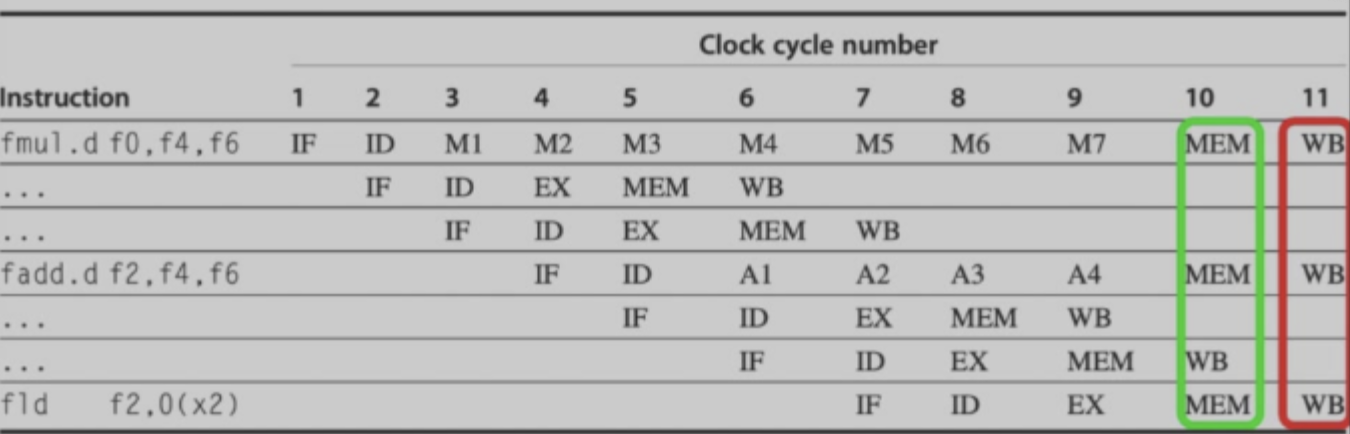 Clock cycle number
Instruction 1 2 3 4 5 6 7 8 9 10 11
fmul.d f0,f4,f6 IF ID M1 M2 M3 M4 M5 M6 M7 MEM WB
... IF ID EX MEM WB
... IF ID EX MEM WB
fadd.d f2,f4,f6 IF ID A1 A2 A3 A4 MEM WB
... IF ID EX MEM WB
... IF ID EX MEM WB
fld f2,0(x2) IF ID EX MEM WB